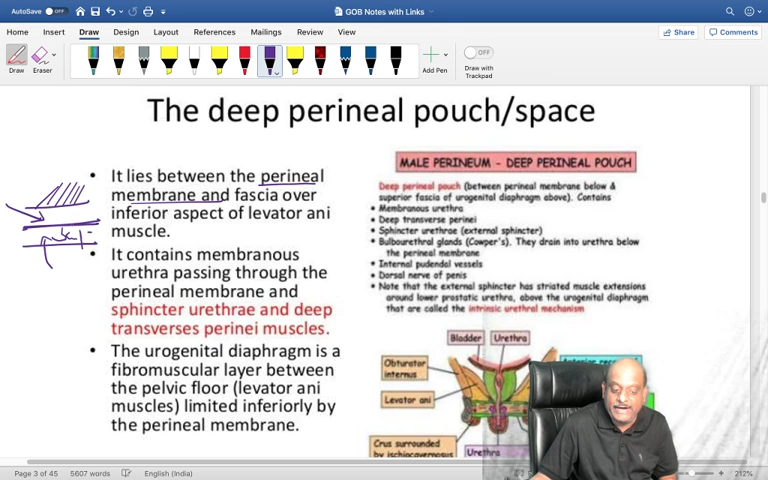 AutoSave OFF
GOB Notes with Links
Home Insert Draw Design Layout References Mailings Review View
Share Comments
Draw
Eraser
Add Pen
OFF
Draw with
Trackpad
The deep perineal pouch/space
• It lies between the perineal
membrane and fascia over
inferior aspect of levator ani
muscle.
• It contains membranous
urethra passing through the
perineal membrane and
sphincter urethrae and deep
transverses perinei muscles.
• The urogenital diaphragm is a
fibromuscular layer between
the pelvic floor (levator ani
muscles) limited inferiorly by
the perineal membrane.
MALE PERINEUM - DEEP PERINEAL POUCH
Deep perineal pouch (between perineal membrane below &
superior fascia of urogenital diaphragm above). Contains
• Membranous urethra
• Deep transverse perinei
• Sphincter urethrae (external sphincter)
• Bulbourethral glands (Cowper's). They drain into urethra below
the perineal membrane
• Internal pudendal vessels
• Dorsal nerve of penis
• Note that the external sphincter has striated muscle extensions
around lower prostatic urethra, above the urogenital diaphragm
that are called the intrinsic urethral mechanism
Bladder Urethra
Obturator
internus
Levator ani
Crus surrounded
by ischiocavernosus
Urethra
Page 3 of 45
5607 words
English (India)
212%